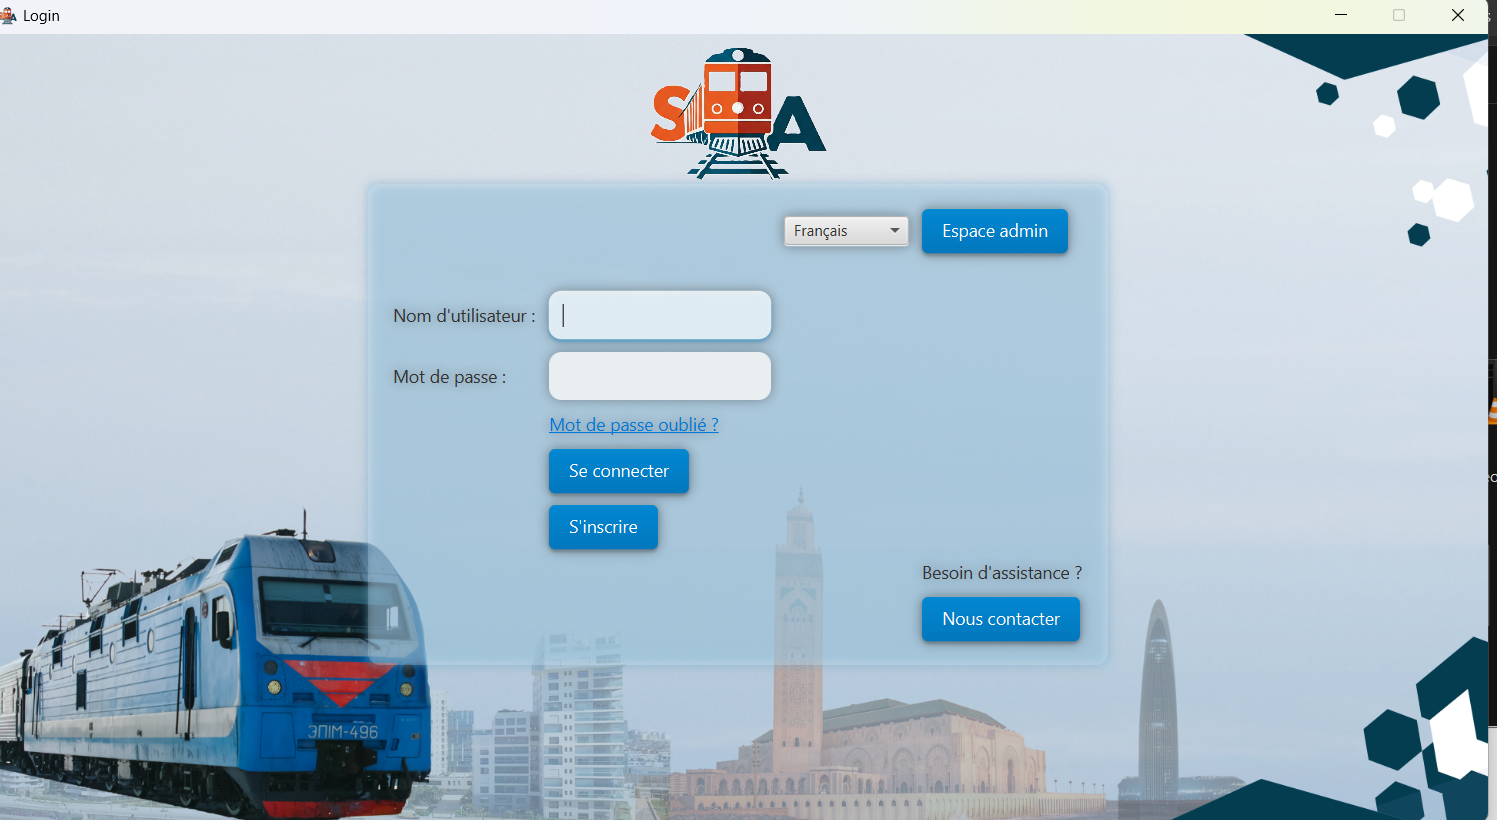 Login
S A
Français
Espace admin
Nom d'utilisateur :
Mot de passe :
Mot de passe oublié ?
Se connecter
S'inscrire
Besoin d'assistance ?
Nous contacter
ЭП1М-496